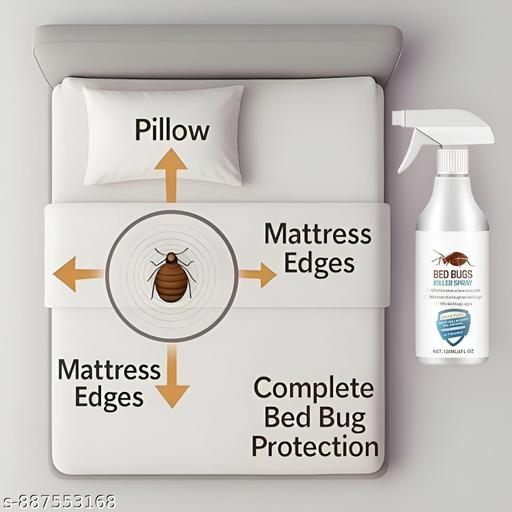 Pillow
Mattress
Edges
Mattress
Edges
Complete
Bed Bug
Protection
BED BUGS
KILLER SPRAY
NET. 120ML/4FL OZ
s-887553168